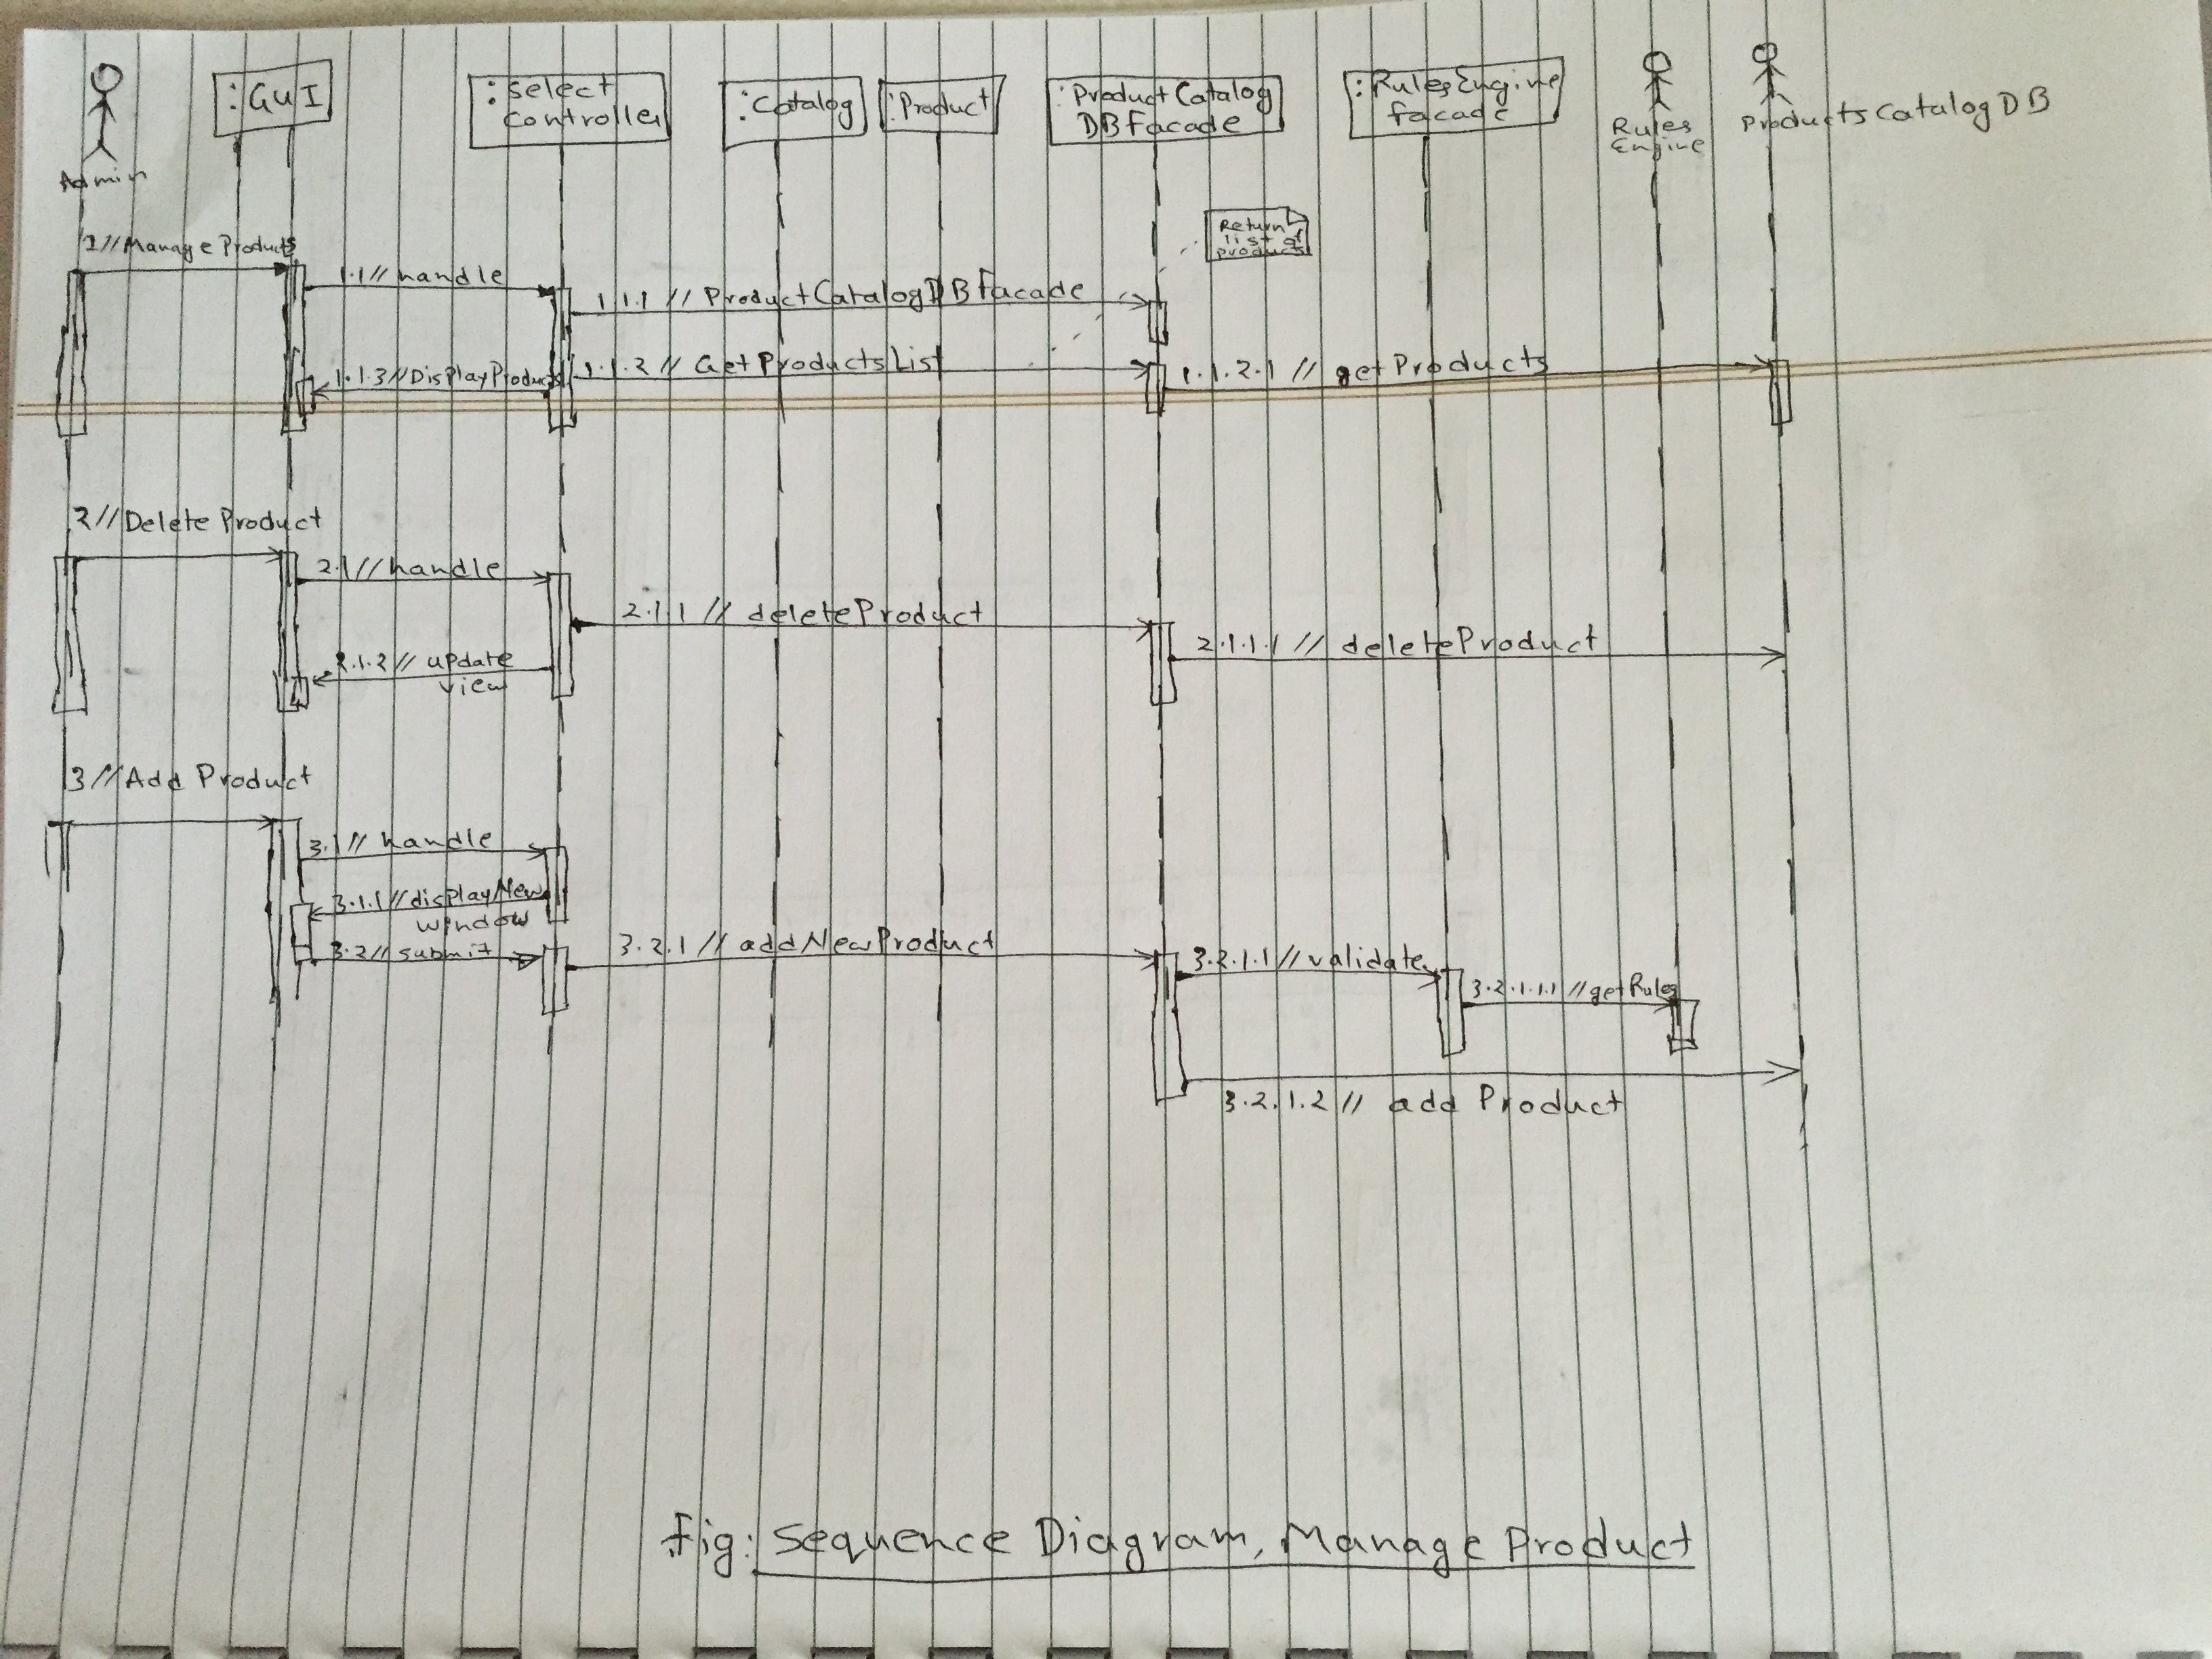 :GUI
:Select
Controller
:Catalog
:Product
:ProductCatalog
DBfacade
:RulesEngine
facade
Rules
Engine
ProductsCatalogDB
Admin
Return
list of
products
1//Manage Products
1.1// handle
1.1.1 // ProductCatalogDBfacade
1.1.2 // GetProductsList
1.1.2.1 // getProducts
1.1.3//DisplayProducts
2//Delete Product
2.1//handle
2.1.1 // deleteProduct
2.1.1.1 // deleteProduct
2.1.2// update
view
3//Add Product
3.1// handle
3.1.1//displayNew
window
3.2// submit
3.2.1 // addNewProduct
3.2.1.1//validate
3.2.1.1.1 //getRules
3.2.1.2// add Product
fig: Sequence Diagram, Manage Product